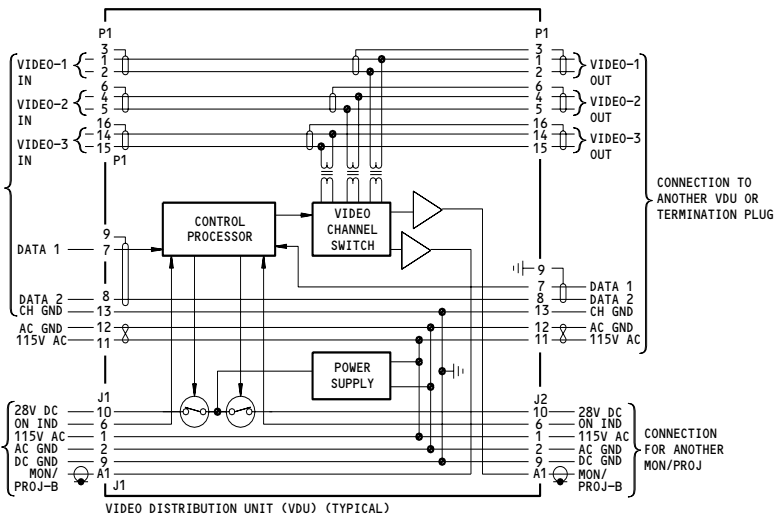 P1
3
1
2
VIDEO-1
IN
6
4
5
VIDEO-2
IN
16
14
15
VIDEO-3
IN
P1
9
DATA 1 7
DATA 2 8
CH GND 13
AC GND 12
115V AC 11
J1
28V DC 10
ON IND 6
115V AC 1
AC GND 2
DC GND 9
MON/
PROJ-B
A1
J1
CONTROL
PROCESSOR
VIDEO
CHANNEL
SWITCH
POWER
SUPPLY
P1
3
1
2
VIDEO-1
OUT
6
4
5
VIDEO-2
OUT
16
14
15
VIDEO-3
OUT
9
7 DATA 1
8 DATA 2
13 CH GND
12 AC GND
11 115V AC
CONNECTION TO
ANOTHER VDU OR
TERMINATION PLUG
J2
10 28V DC
6 ON IND
1 115V AC
2 AC GND
9 DC GND
A1 MON/
PROJ-B
CONNECTION
FOR ANOTHER
MON/PROJ
VIDEO DISTRIBUTION UNIT (VDU) (TYPICAL)